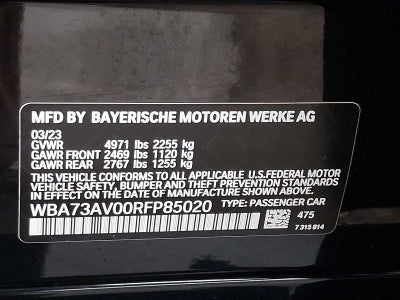 MFD BY BAYERISCHE MOTOREN WERKE AG
03/23
GVWR 4971 lbs 2255 kg
GAWR FRONT 2469 lbs 1120 kg
GAWR REAR 2767 lbs 1255 kg
THIS VEHICLE CONFORMS TO ALL APPLICABLE U.S.FEDERAL MOTOR
VEHICLE SAFETY, BUMPER AND THEFT PREVENTION STANDARDS IN
EFFECT ON THE DATE OF MANUFACTURE SHOWN ABOVE.
WBA73AV00RFP85020 TYPE: PASSENGER CAR
475
7 315 814